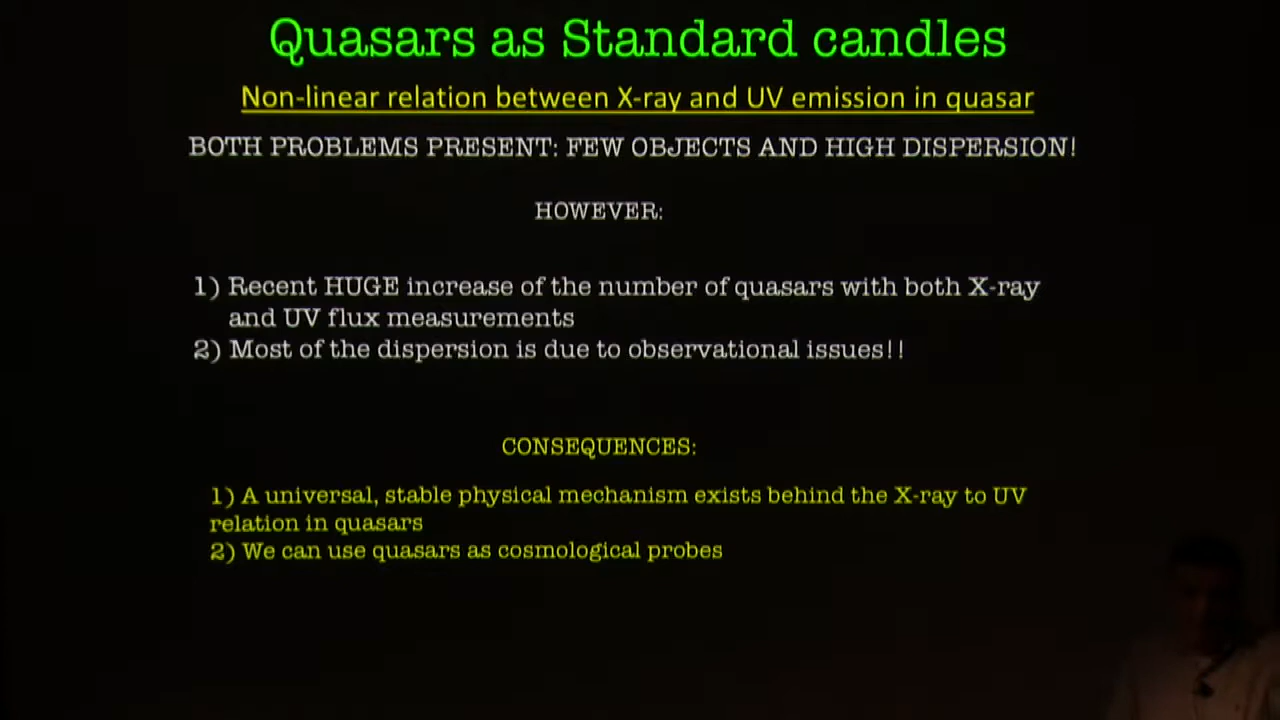 Quasars as Standard candles
Non-linear relation between X-ray and UV emission in quasar
BOTH PROBLEMS PRESENT: FEW OBJECTS AND HIGH DISPERSION!
HOWEVER:
1) Recent HUGE increase of the number of quasars with both X-ray
and UV flux measurements
2) Most of the dispersion is due to observational issues!!
CONSEQUENCES:
1) A universal, stable physical mechanism exists behind the X-ray to UV
relation in quasars
2) We can use quasars as cosmological probes